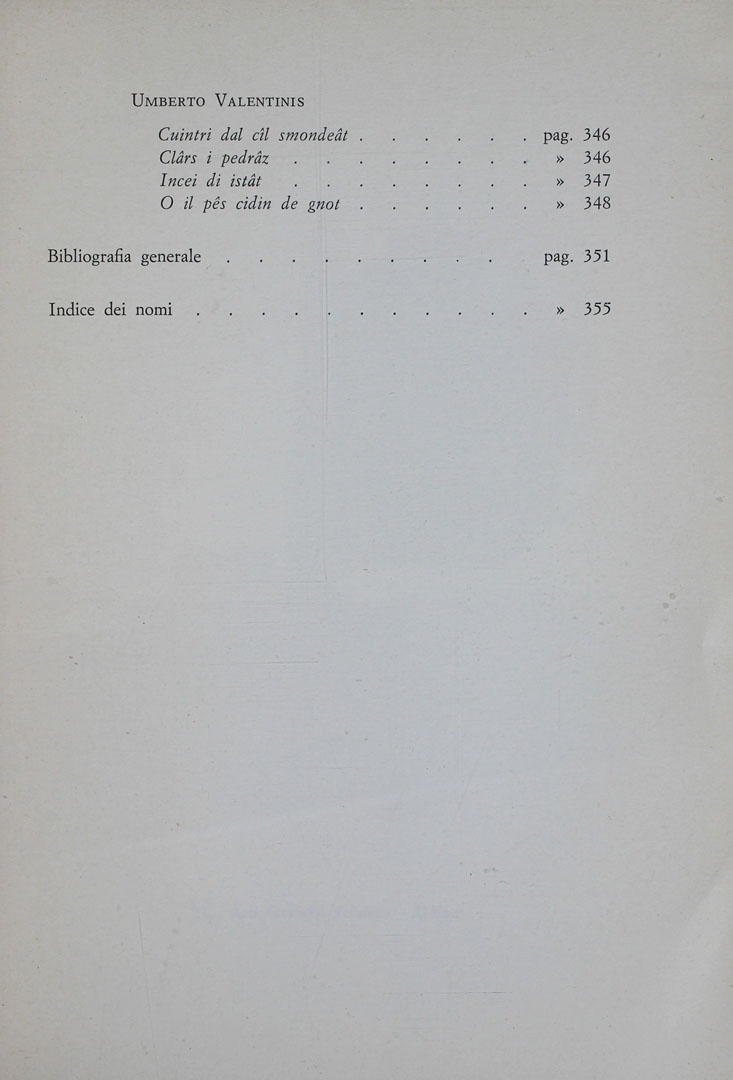 Umberto Valentinis
Cuintri dal cîl smondeât . . . . . . pag. 346
Clârs i pedrâz . . . . . . . . » 346
Incei di istât . . . . . . . . » 347
O il pês cidin de gnot . . . . . . » 348
Bibliografia generale . . . . . . . . . pag. 351
Indice dei nomi . . . . . . . . . . . » 355